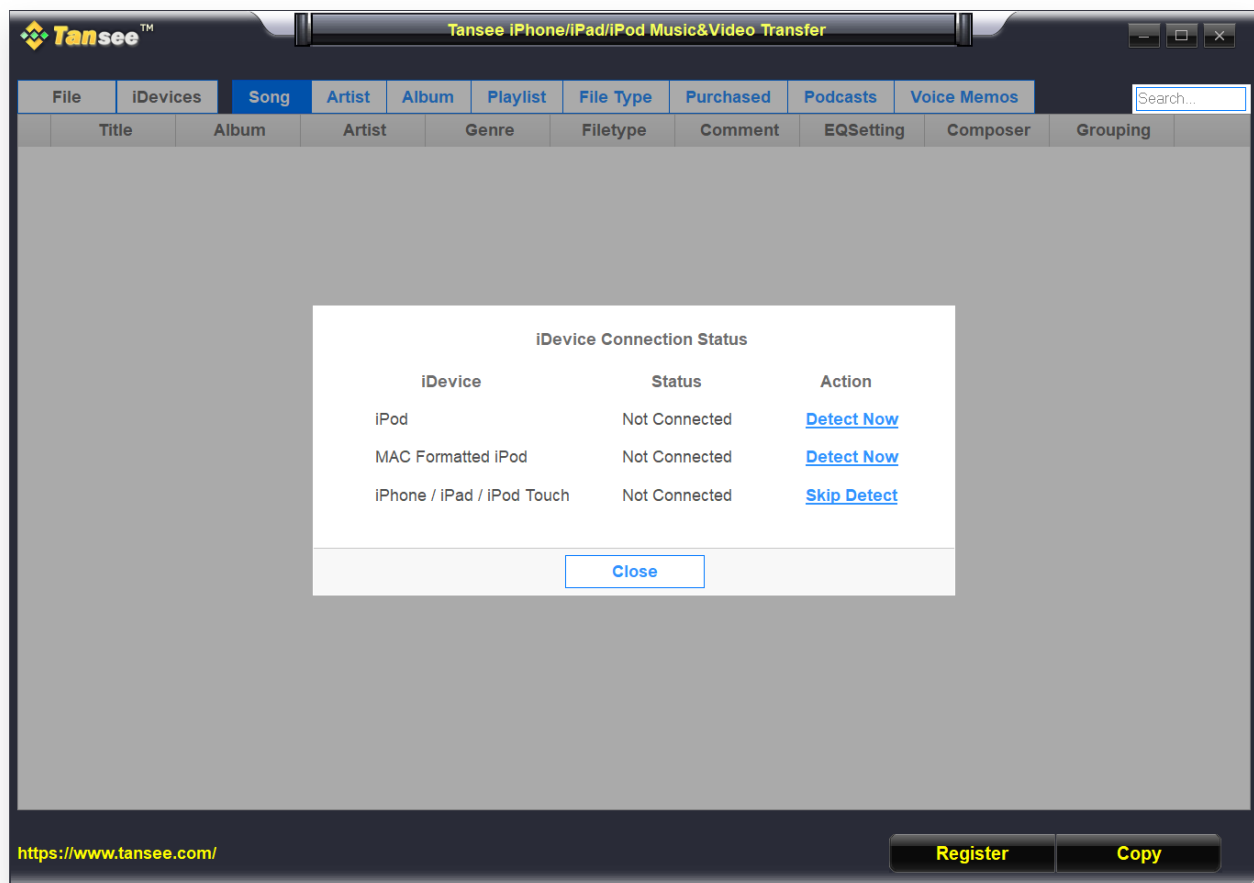 Tansee™
Tansee iPhone/iPad/iPod Music&Video Transfer
File iDevices Song Artist Album Playlist File Type Purchased Podcasts Voice Memos Search...
Title Album Artist Genre Filetype Comment EQSetting Composer Grouping
iDevice Connection Status
iDevice Status Action
iPod Not Connected Detect Now
MAC Formatted iPod Not Connected Detect Now
iPhone / iPad / iPod Touch Not Connected Skip Detect
Close
https://www.tansee.com/ Register Copy